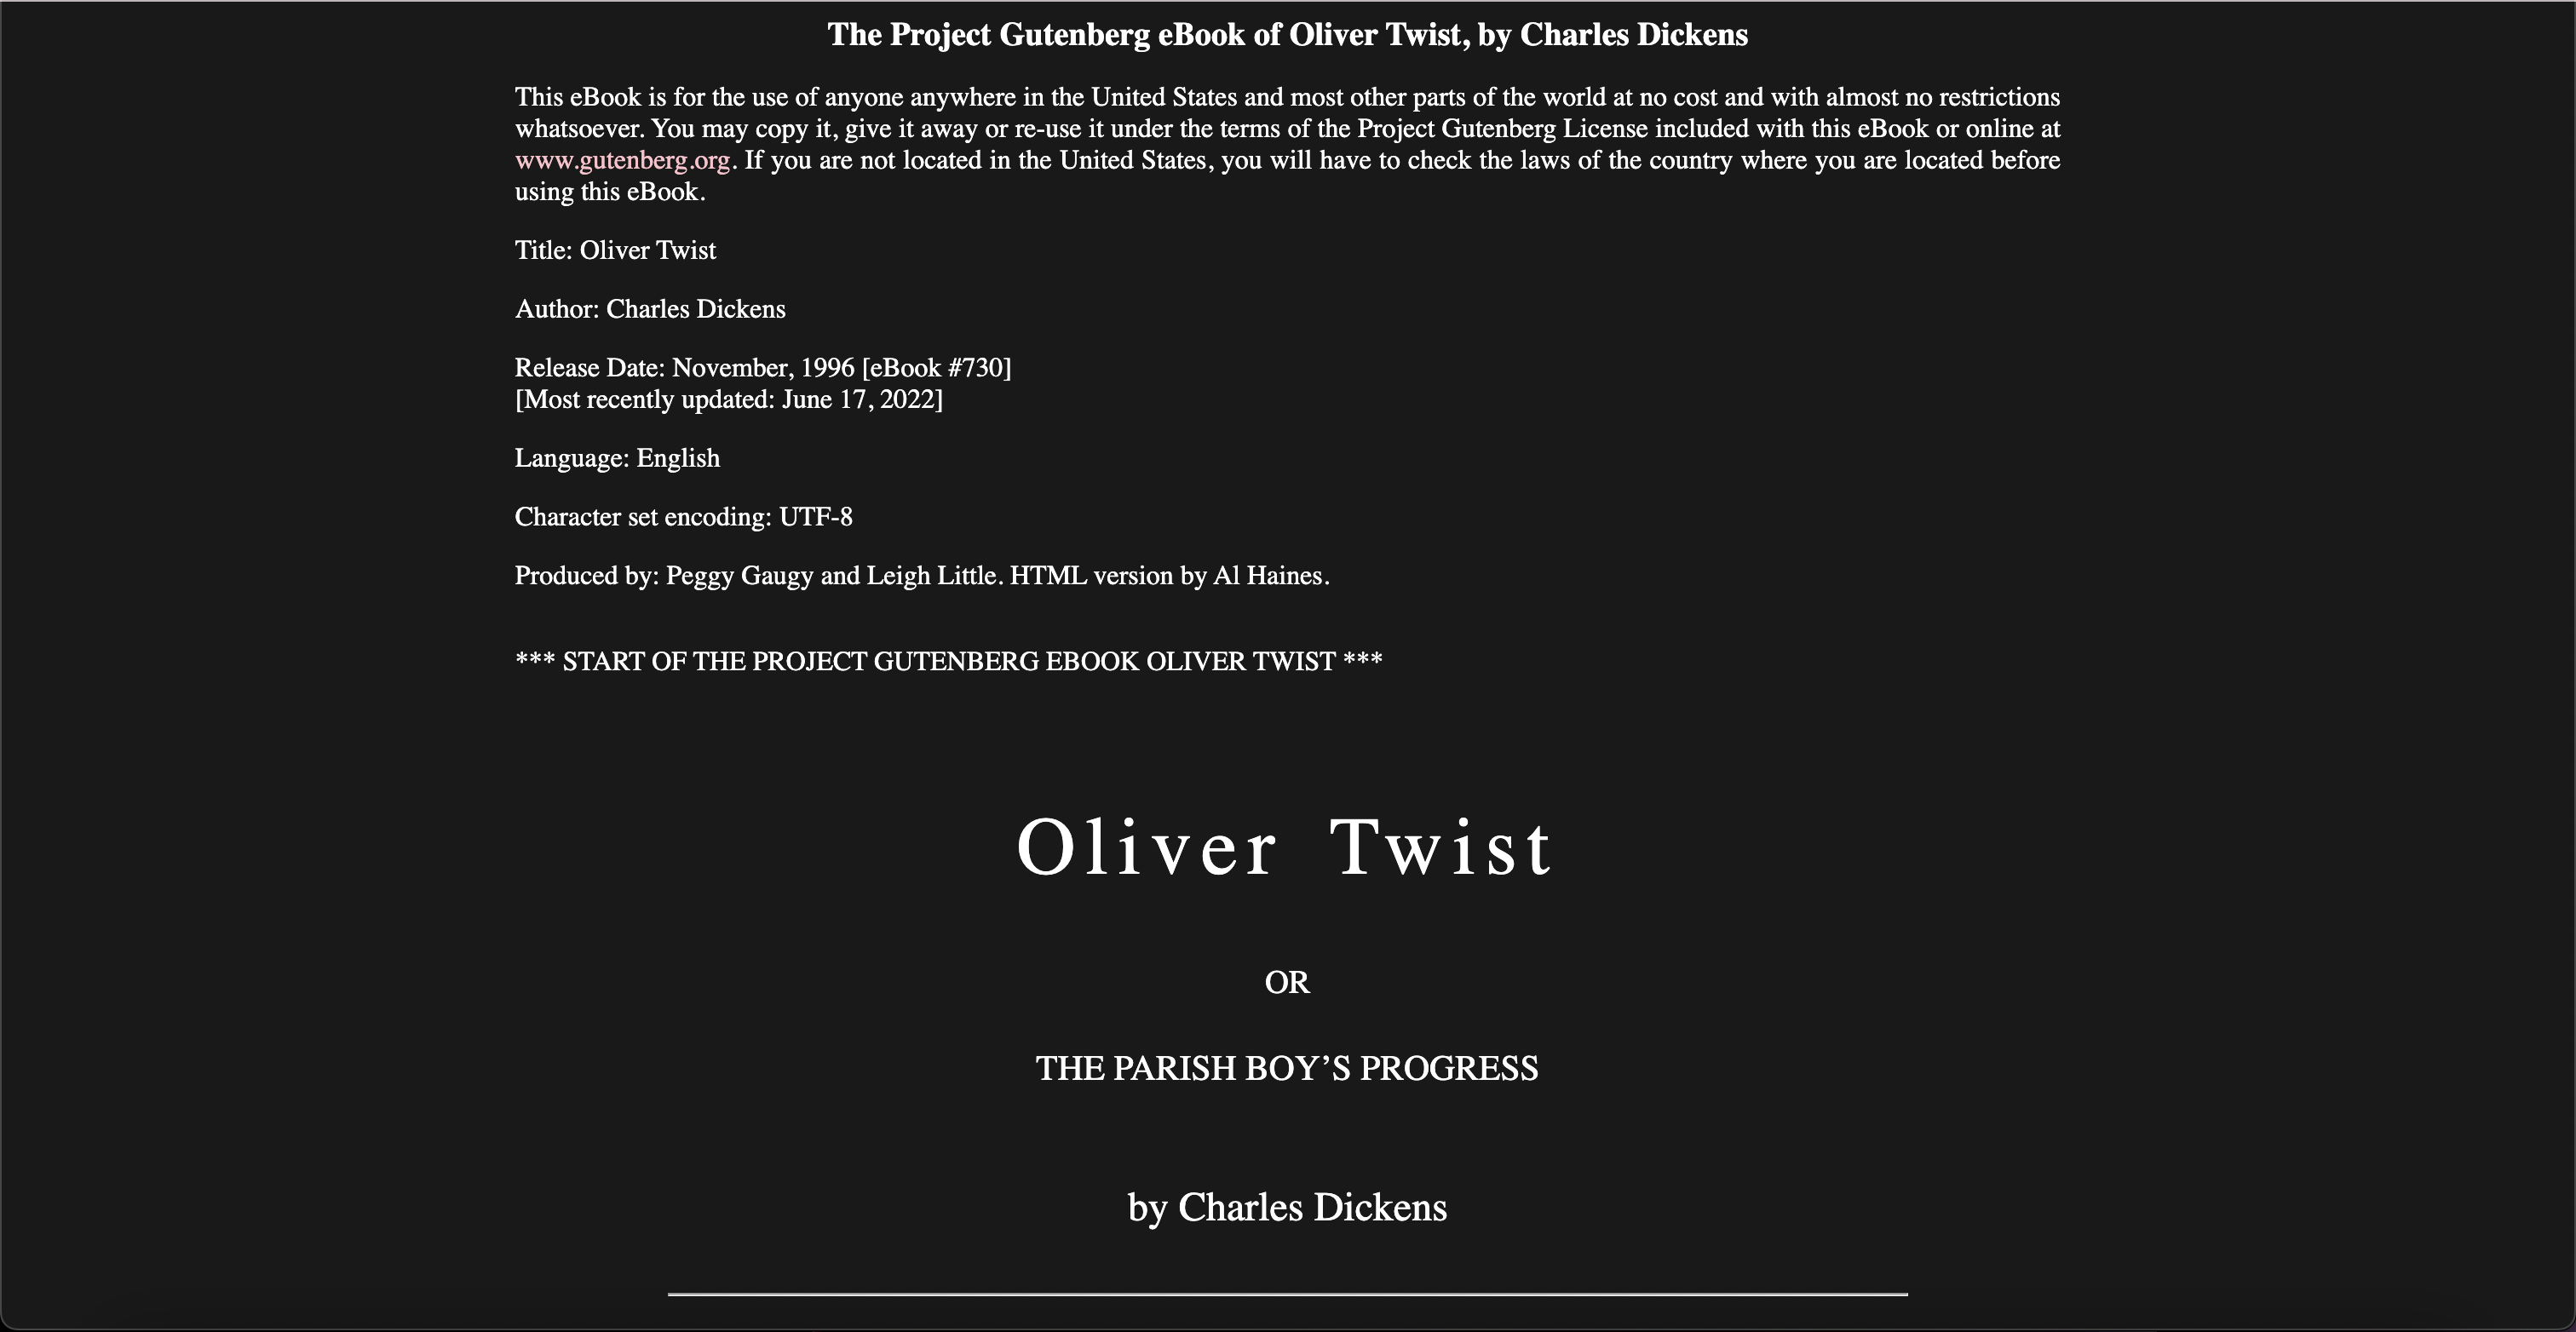 The Project Gutenberg eBook of Oliver Twist, by Charles Dickens
This eBook is for the use of anyone anywhere in the United States and most other parts of the world at no cost and with almost no restrictions
whatsoever. You may copy it, give it away or re-use it under the terms of the Project Gutenberg License included with this eBook or online at
www.gutenberg.org. If you are not located in the United States, you will have to check the laws of the country where you are located before
using this eBook.
Title: Oliver Twist
Author: Charles Dickens
Release Date: November, 1996 [eBook #730]
[Most recently updated: June 17, 2022]
Language: English
Character set encoding: UTF-8
Produced by: Peggy Gaugy and Leigh Little. HTML version by Al Haines.
*** START OF THE PROJECT GUTENBERG EBOOK OLIVER TWIST ***
Oliver Twist
OR
THE PARISH BOY’S PROGRESS
by Charles Dickens